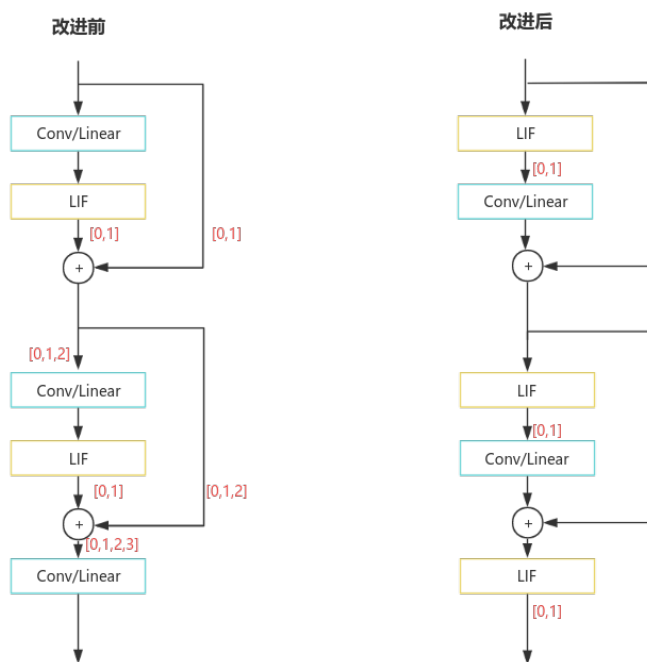 改进前
Conv/Linear
LIF
[0,1]
[0,1]
+
[0,1,2]
Conv/Linear
LIF
[0,1]
[0,1,2]
+
[0,1,2,3]
Conv/Linear
改进后
LIF
[0,1]
Conv/Linear
+
LIF
[0,1]
Conv/Linear
+
LIF
[0,1]